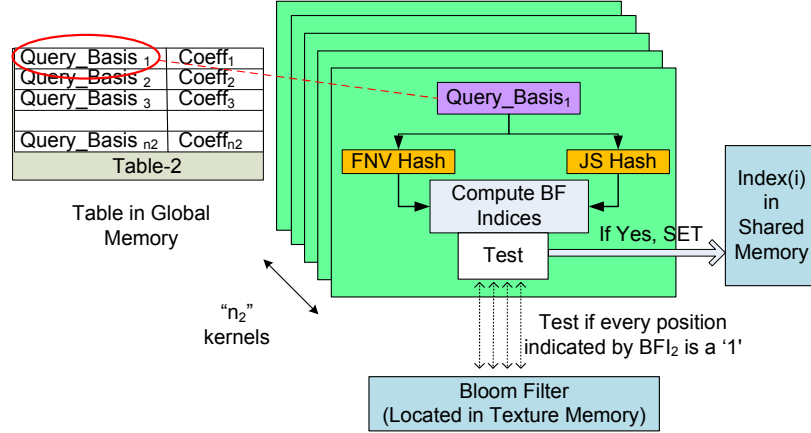 Query_Basis 1 Coeff1
Query_Basis 2 Coeff2
Query_Basis 3 Coeff3
Query_Basis n2 Coeffn2
Table-2
Table in Global
Memory
"n2"
kernels
Query_Basis1
FNV Hash
JS Hash
Compute BF
Indices
Test
If Yes, SET
Index(i)
in
Shared
Memory
Test if every position
indicated by BFI2 is a ‘1'
Bloom Filter
(Located in Texture Memory)